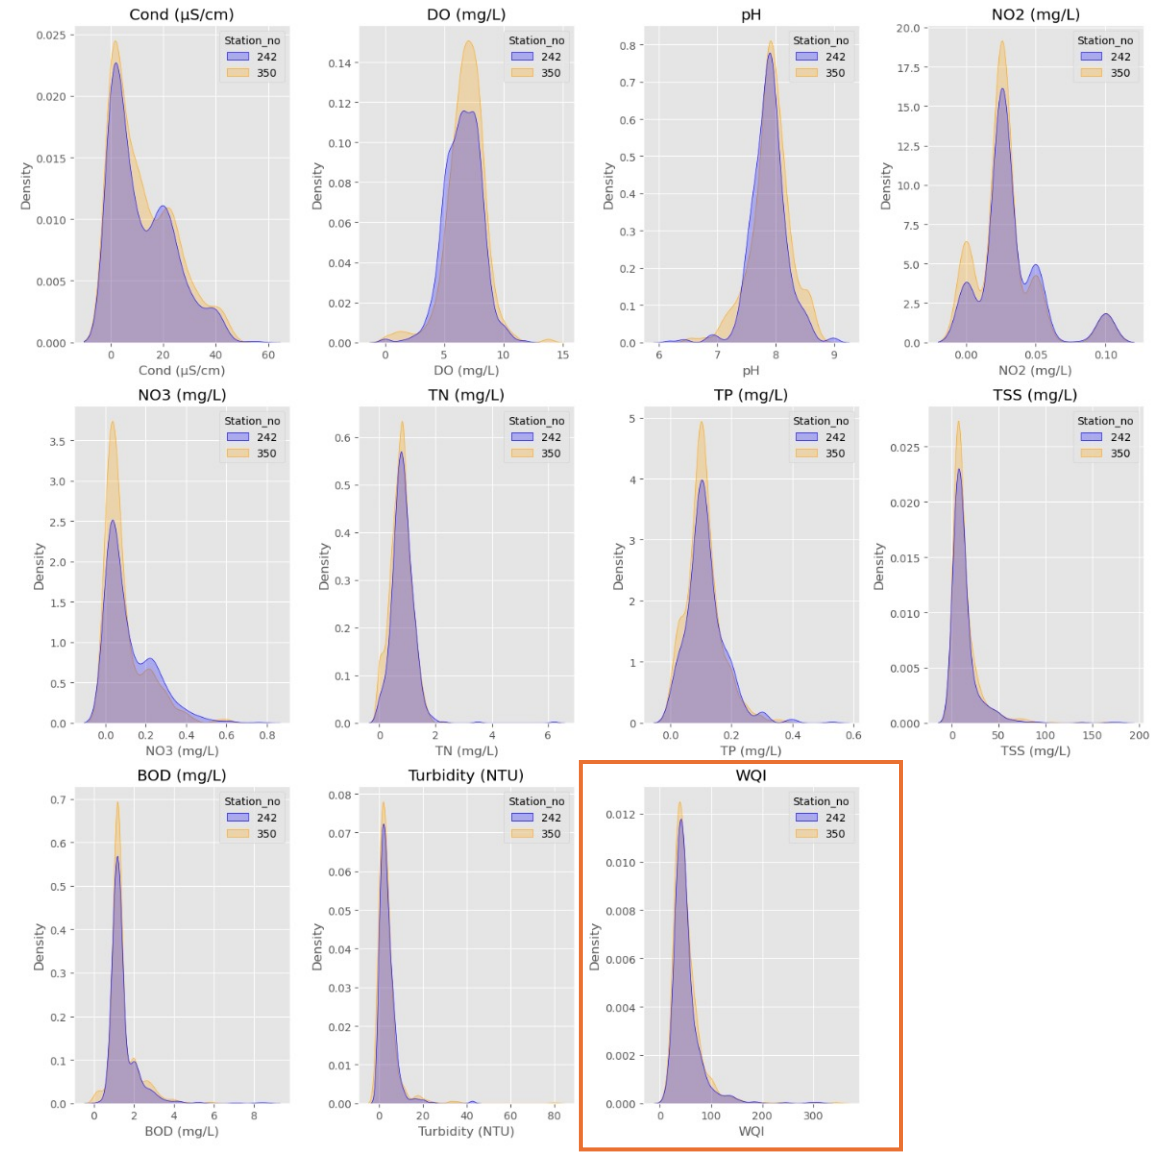 Cond (μS/cm)
Station_no
242
350
Density
0.025
0.020
0.015
0.010
0.005
0.000
0 20 40 60
Cond (μS/cm)
DO (mg/L)
Station_no
242
350
Density
0.14
0.12
0.10
0.08
0.06
0.04
0.02
0.00
0 5 10 15
DO (mg/L)
pH
Station_no
242
350
Density
0.8
0.7
0.6
0.5
0.4
0.3
0.2
0.1
0.0
6 7 8 9
pH
NO2 (mg/L)
Station_no
242
350
Density
20.0
17.5
15.0
12.5
10.0
7.5
5.0
2.5
0.0
0.00 0.05 0.10
NO2 (mg/L)
NO3 (mg/L)
Station_no
242
350
Density
3.5
3.0
2.5
2.0
1.5
1.0
0.5
0.0
0.0 0.2 0.4 0.6 0.8
NO3 (mg/L)
TN (mg/L)
Station_no
242
350
Density
0.6
0.5
0.4
0.3
0.2
0.1
0.0
0 2 4 6
TN (mg/L)
TP (mg/L)
Station_no
242
350
Density
5
4
3
2
1
0
0.0 0.2 0.4 0.6
TP (mg/L)
TSS (mg/L)
Station_no
242
350
Density
0.025
0.020
0.015
0.010
0.005
0.000
0 50 100 150 200
TSS (mg/L)
BOD (mg/L)
Station_no
242
350
Density
0.7
0.6
0.5
0.4
0.3
0.2
0.1
0.0
0 2 4 6 8
BOD (mg/L)
Turbidity (NTU)
Station_no
242
350
Density
0.08
0.07
0.06
0.05
0.04
0.03
0.02
0.01
0.00
0 20 40 60 80
Turbidity (NTU)
WQI
Station_no
242
350
Density
0.012
0.010
0.008
0.006
0.004
0.002
0.000
0 100 200 300
WQI